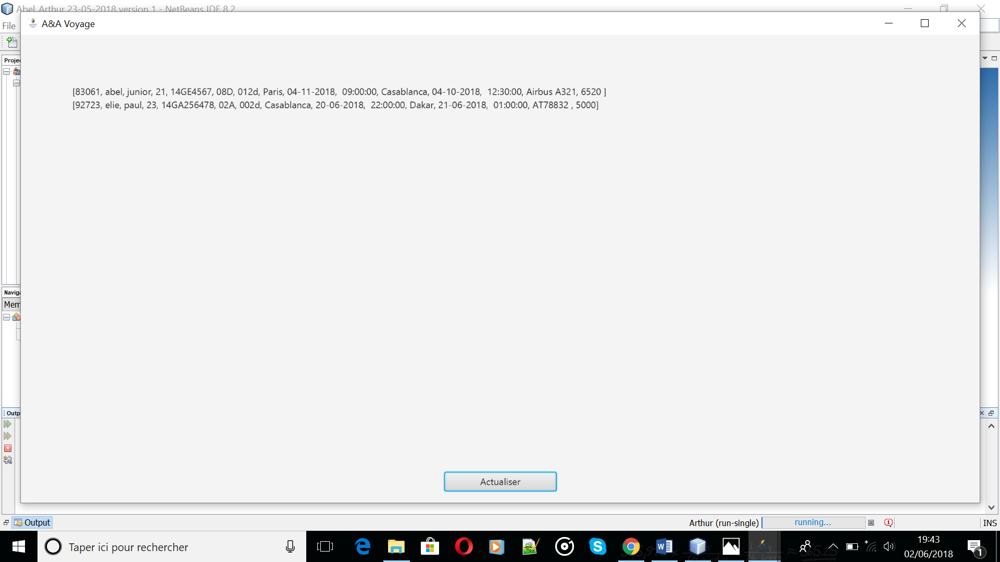 Abel Arthur 23-05-2018 version 1 - NetBeans IDE 8.2
File
A&A Voyage
[83061, abel, junior, 21, 14GE4567, 08D, 012d, Paris, 04-11-2018,  09:00:00, Casablanca, 04-10-2018,  12:30:00, Airbus A321, 6520 ]
[92723, elie, paul, 23, 14GA256478, 02A, 002d, Casablanca, 20-06-2018,  22:00:00, Dakar, 21-06-2018,  01:00:00, AT78832 , 5000]
Proje
Naviga
Mem
Outp
Actualiser
Output
Arthur (run-single)
running...
INS
Taper ici pour rechercher
19:43
02/06/2018
1